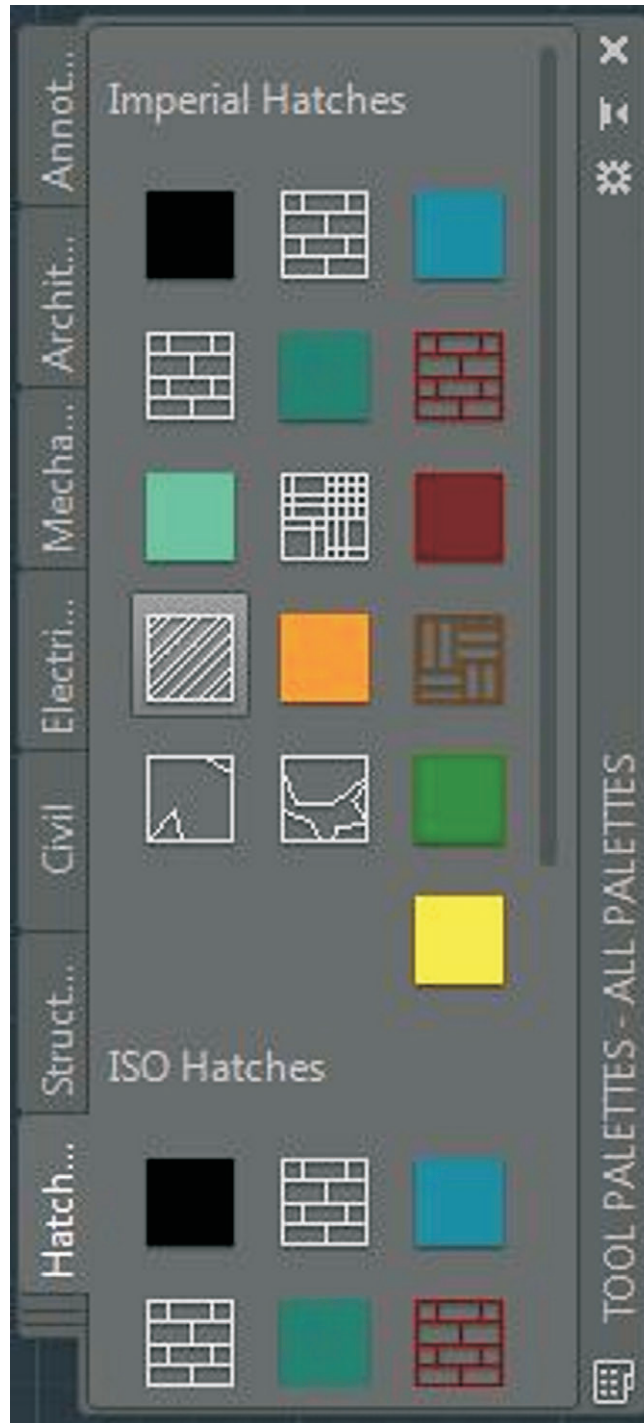 Annot...
Archit...
Mecha...
Electri...
Civil
Struct...
Hatch...
Imperial Hatches
ISO Hatches
TOOL PALETTES - ALL PALETTES